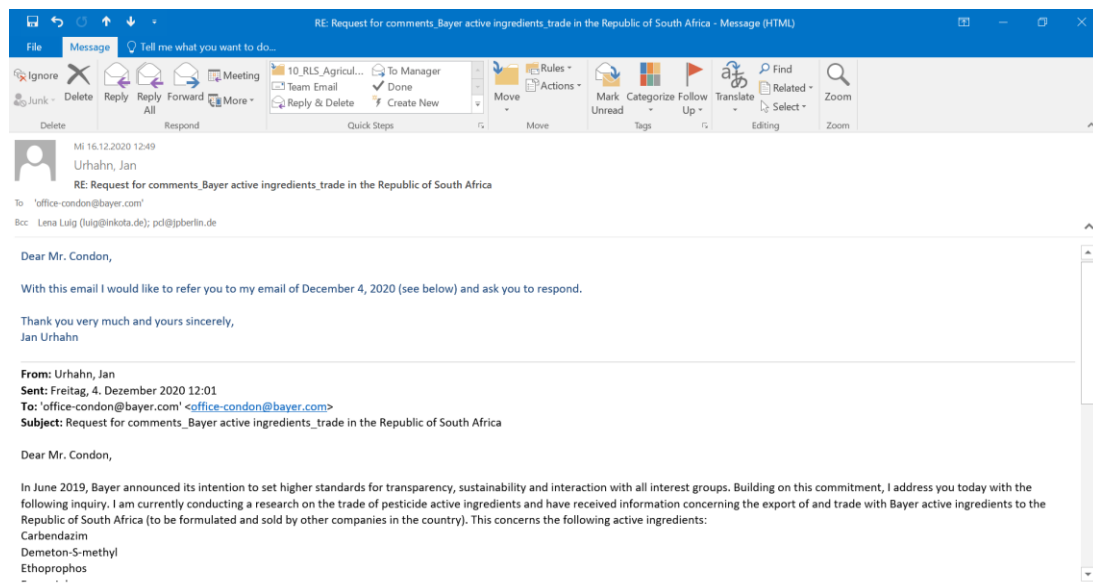 RE: Request for comments_Bayer active ingredients_trade in the Republic of South Africa - Message (HTML)
File Message Tell me what you want to do...
Ignore
Junk
Delete
Reply
Reply All
Forward
Meeting
More
10_RLS_Agricul...
To Manager
Team Email
Done
Reply & Delete
Create New
Move
Rules
Actions
Mark Unread
Categorize
Follow Up
Translate
Find
Related
Select
Zoom
Delete Respond Quick Steps Move Tags Editing Zoom
Mi 16.12.2020 12:49
Urhahn, Jan
RE: Request for comments_Bayer active ingredients_trade in the Republic of South Africa
To 'office-condon@bayer.com'
Bcc Lena Luig (luig@inkota.de); pcl@jpberlin.de
Dear Mr. Condon,
With this email I would like to refer you to my email of December 4, 2020 (see below) and ask you to respond.
Thank you very much and yours sincerely,
Jan Urhahn
From: Urhahn, Jan
Sent: Freitag, 4. Dezember 2020 12:01
To: 'office-condon@bayer.com' <office-condon@bayer.com>
Subject: Request for comments_Bayer active ingredients_trade in the Republic of South Africa
Dear Mr. Condon,
In June 2019, Bayer announced its intention to set higher standards for transparency, sustainability and interaction with all interest groups. Building on this commitment, I address you today with the
following inquiry. I am currently conducting a research on the trade of pesticide active ingredients and have received information concerning the export of and trade with Bayer active ingredients to the
Republic of South Africa (to be formulated and sold by other companies in the country). This concerns the following active ingredients:
Carbendazim
Demeton-S-methyl
Ethoprophos